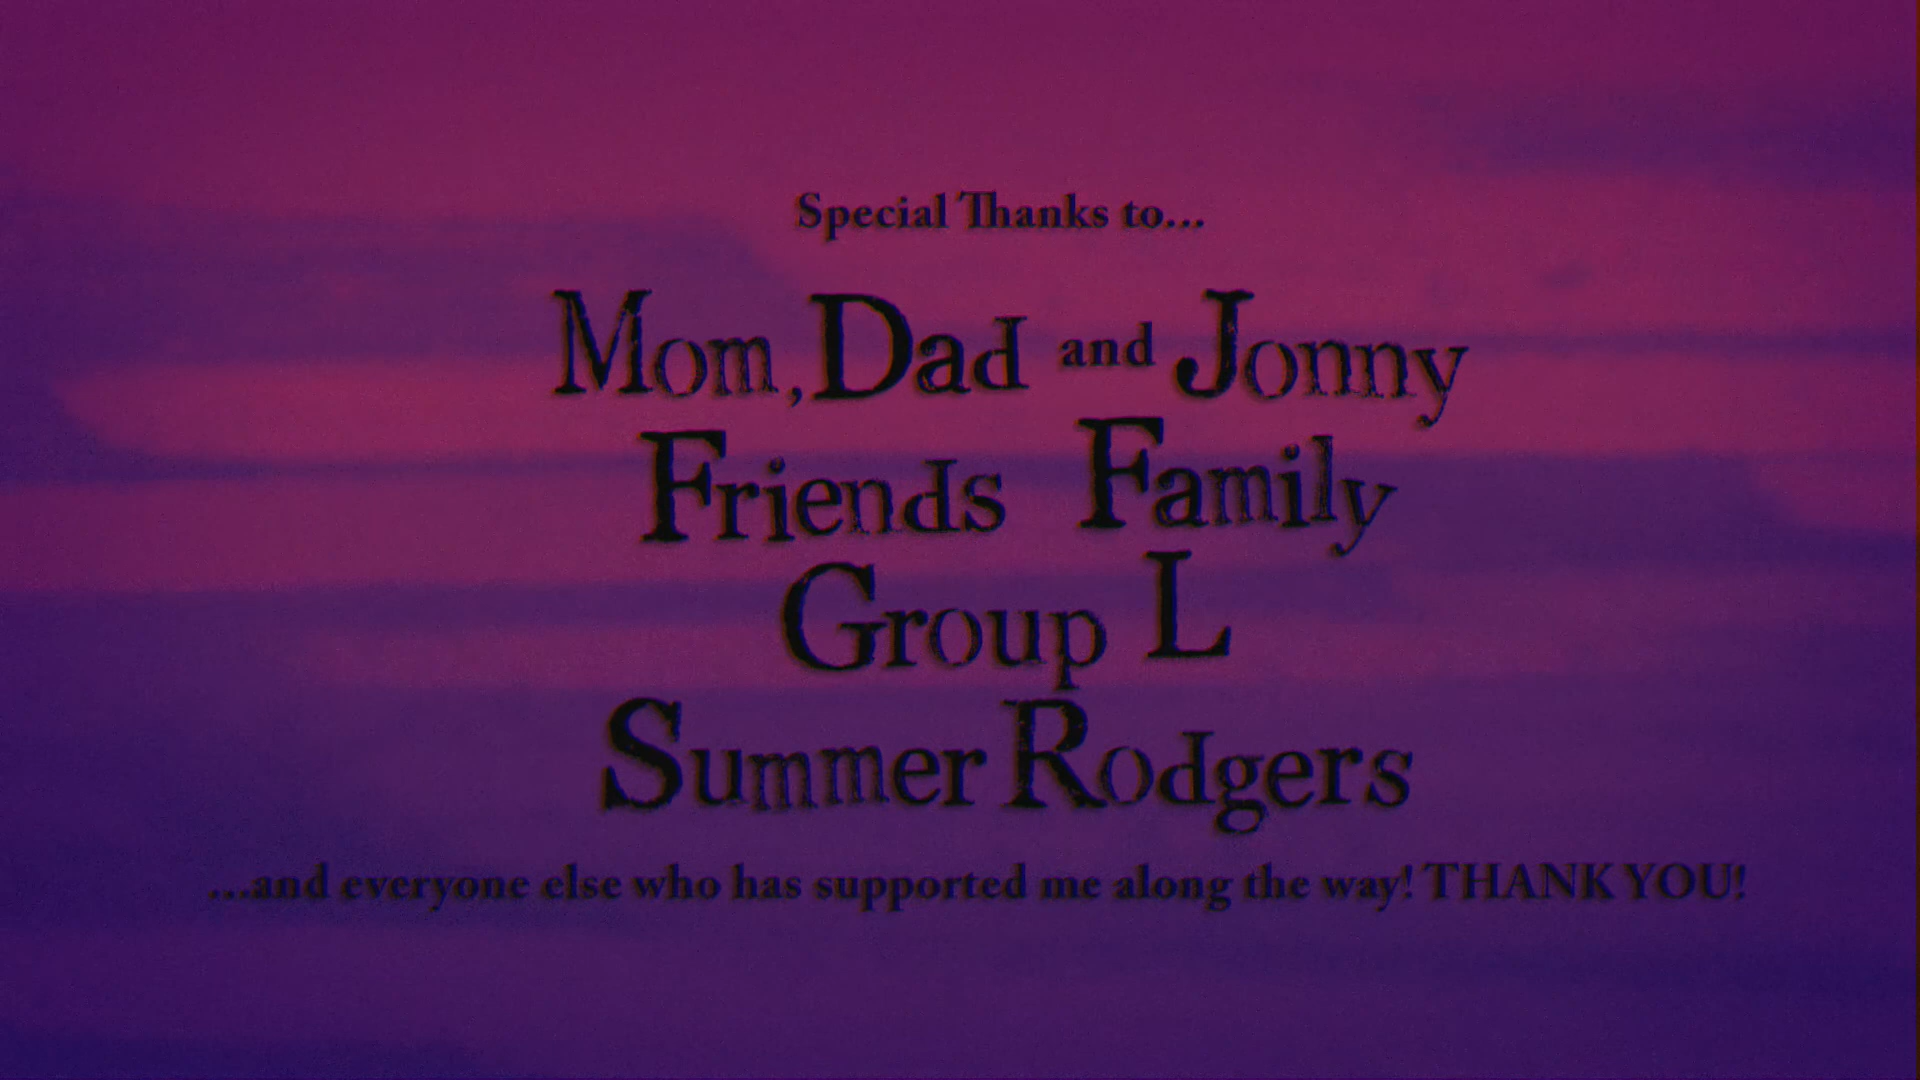 Special Thanks to...
Mom, Dad and Jonny
Friends Family
Group L
Summer Rodgers
...and everyone else who has supported me along the way! THANK YOU!